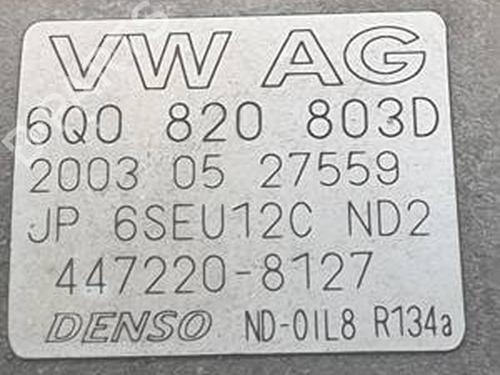 VW AG
6Q0 820 803D
2003 05 27559
JP 6SEU12C ND2
447220-8127
DENSO ND-OIL8 R134a